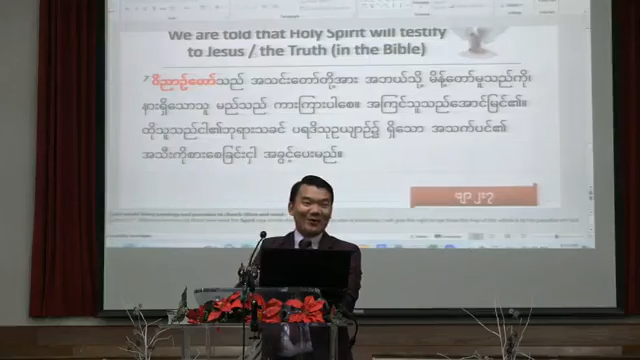 We are told that Holy Spirit will testify
to Jesus / the Truth (in the Bible)
7 ဝိညာဉ်တော်သည် အသင်းတော်တို့အား အဘယ်သို့ မိန့်တော်မူသည်ကို၊
နားရှိသောသူ မည်သည် ကားကြားပါစေ။ အကြင်သူသည်အောင်မြင်၏။
ထိုသူသည်ငါ၏ဘုရားသခင် ပရဒိသုဥယျာဉ်၌ ရှိသော အသက်ပင်၏
အသီးကိုစားစေခြင်းငှါ အခွင့်ပေးမည်။
ဗျာ၂း၇